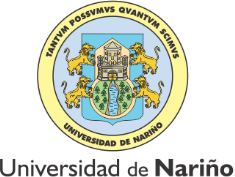 TANTVM POSSVMVS QVANTVM SCIMVS
UNIVERSIDAD DE NARIÑO
Universidad de Nariño